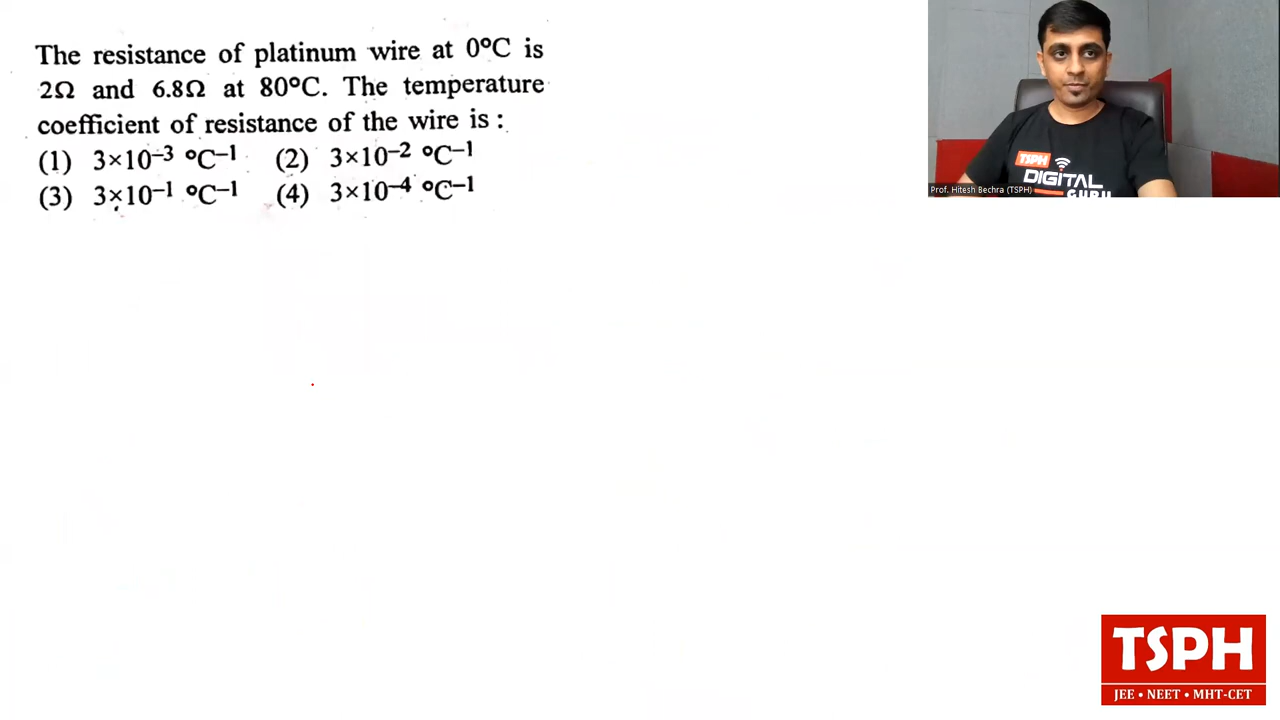 The resistance of platinum wire at 0°C is
2Ω and 6.8Ω at 80°C. The temperature
coefficient of resistance of the wire is :
(1) 3×10⁻³ °C⁻¹ (2) 3×10⁻² °C⁻¹
(3) 3×10⁻¹ °C⁻¹ (4) 3×10⁻⁴ °C⁻¹
TSPH
DIGITAL
GURU
Prof. Hitesh Bechra (TSPH)
TSPH
JEE • NEET • MHT-CET